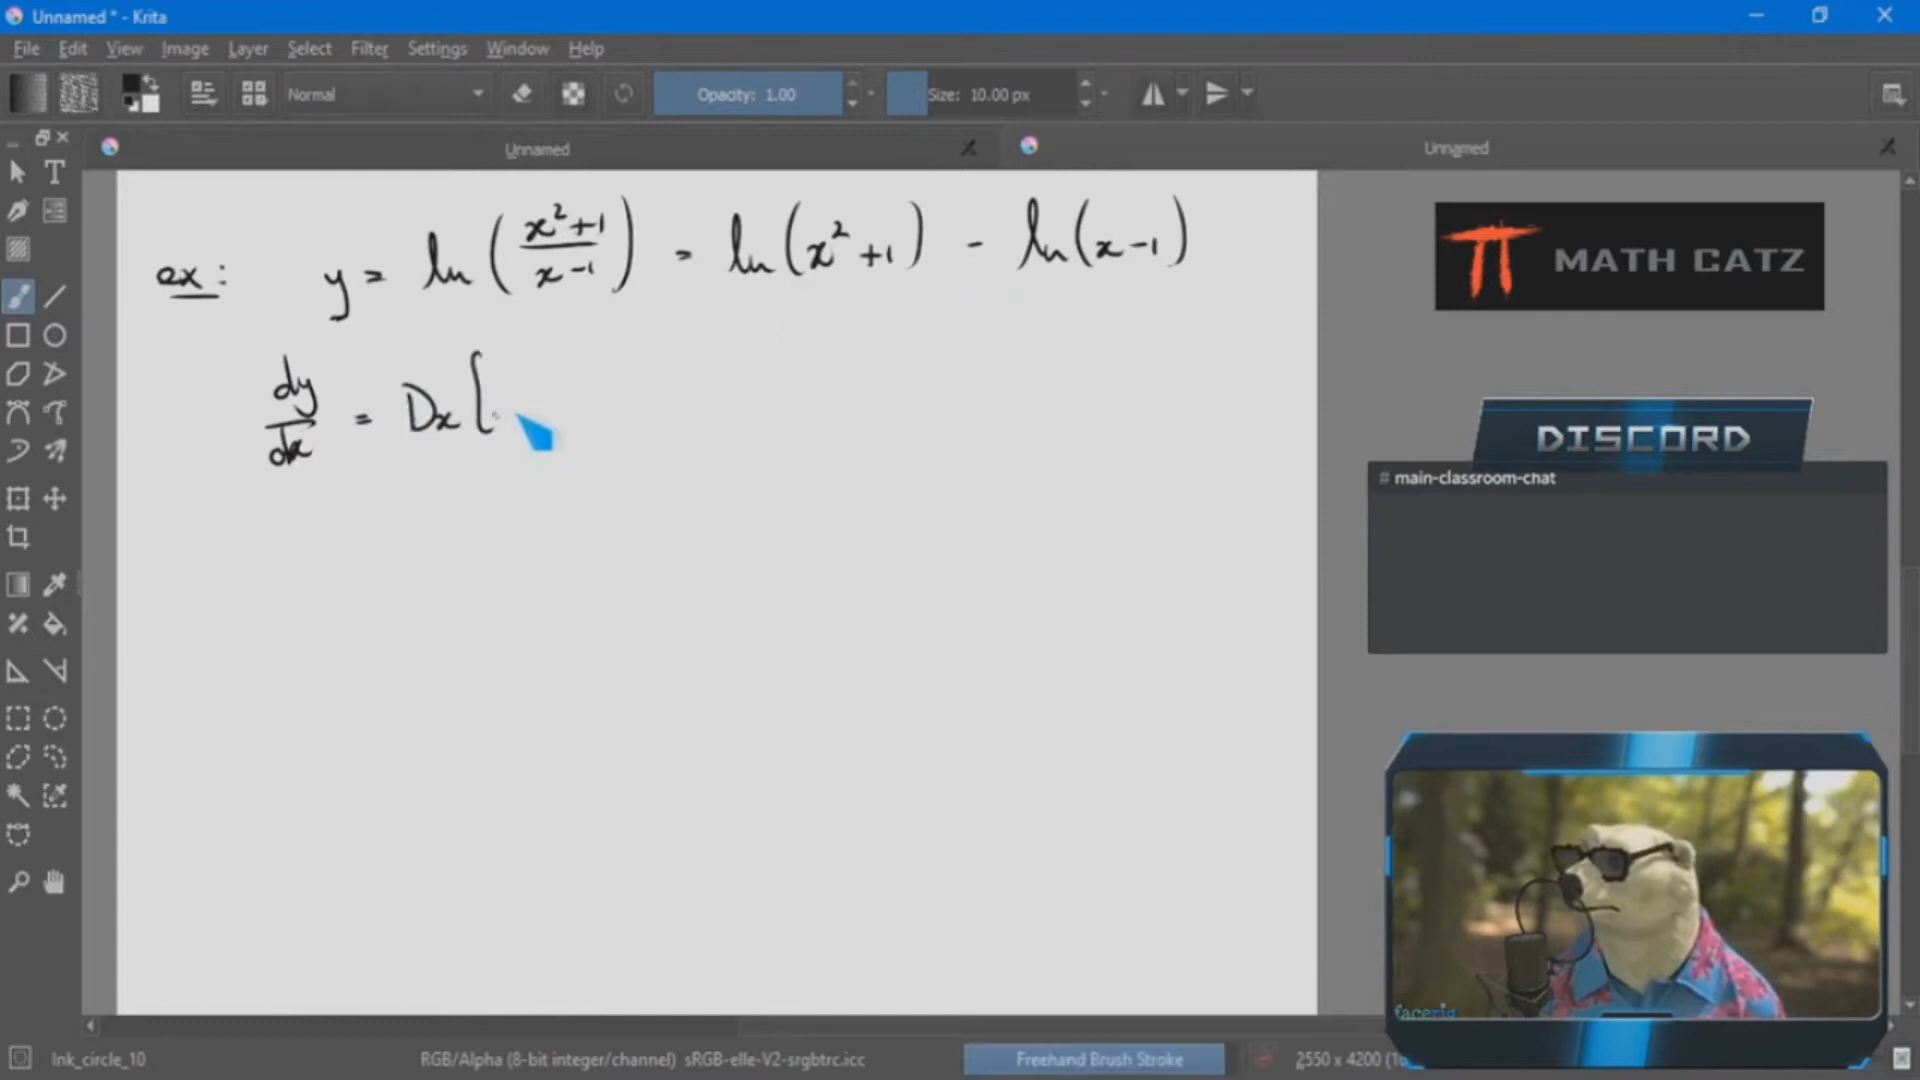 Unnamed * - Krita
File Edit View Image Layer Select Filter Settings Window Help
Normal Opacity: 1.00 Size: 10.00 px
Unnamed Unnamed
ex: y = ln(x²+1/x-1) = ln(x²+1) - ln(x-1)
dy/dx = Dx [
MATH CATZ
DISCORD
# main-classroom-chat
facerig
Ink_circle_10 RGB/Alpha (8-bit integer/channel) sRGB-elle-V2-srgbtrc.icc Freehand Brush Stroke 2550 x 4200